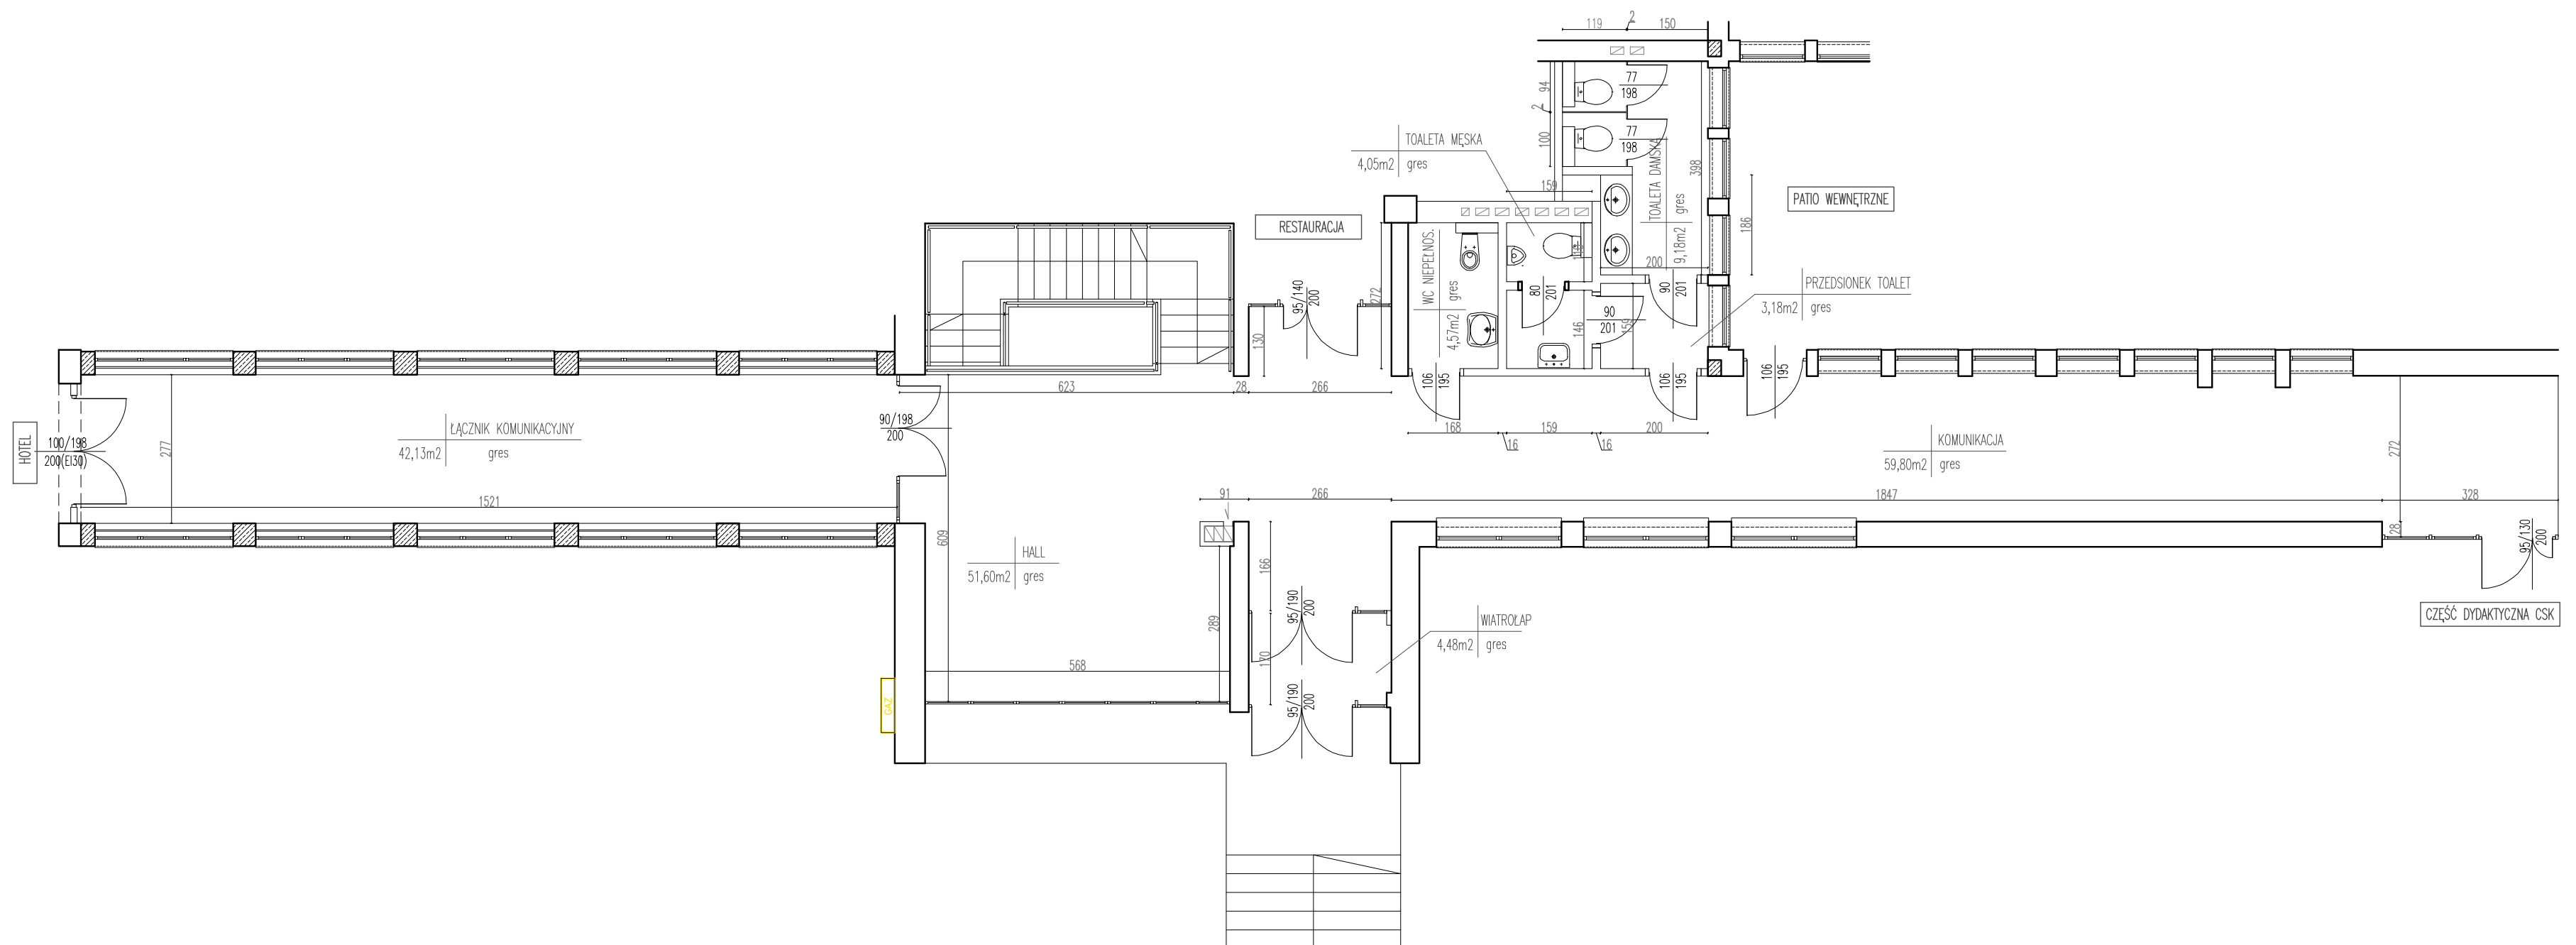 119
2
150
94
2
100
77
198
77
198
TOALETA MĘSKA
4,05m2
gres
TOALETA DAMSKA
9,18m2
gres
398
159
186
PATIO WEWNĘTRZNE
RESTAURACJA
WC NIEPEŁNOS.
4,57m2
gres
272
200
PRZEDSIONEK TOALET
3,18m2
gres
80
201
90
201
90
201
159
146
95/140
200
130
623
28
266
106
195
106
195
106
195
168
16
159
16
200
HOTEL
100/198
200(EI30)
277
ŁĄCZNIK KOMUNIKACYJNY
42,13m2
gres
90/198
200
KOMUNIKACJA
59,80m2
gres
272
1521
91
266
1847
328
28
95/130
200
609
HALL
51,60m2
gres
166
289
95/190
200
170
WIATROŁAP
4,48m2
gres
CZĘŚĆ DYDAKTYCZNA CSK
568
GAZ
95/190
200